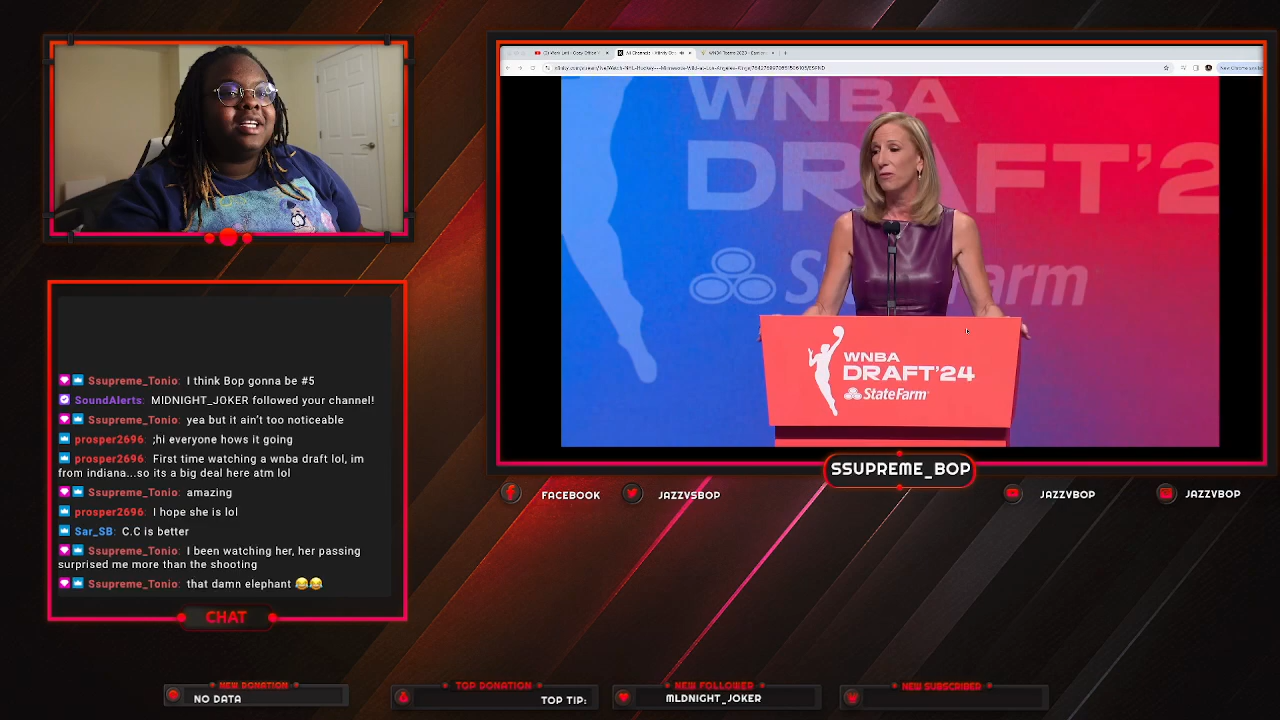 WNBA
DRAFT'2
State Farm
WNBA
DRAFT'24
StateFarm
SSUPREME_BOP
FACEBOOK
JAZZVSBOP
JAZZVBOP
JAZZVBOP
Ssupreme_Tonio: I think Bop gonna be #5
SoundAlerts: MIDNIGHT_JOKER followed your channel!
Ssupreme_Tonio: yea but it ain't too noticeable
prosper2696: ;hi everyone hows it going
prosper2696: First time watching a wnba draft lol, im
from indiana...so its a big deal here atm lol
Ssupreme_Tonio: amazing
prosper2696: I hope she is lol
Sar_SB: C.C is better
Ssupreme_Tonio: I been watching her, her passing
surprised me more than the shooting
Ssupreme_Tonio: that damn elephant 😂😂
CHAT
NEW DONATION
NO DATA
TOP DONATION
TOP TIP:
NEW FOLLOWER
MLDNIGHT_JOKER
NEW SUBSCRIBER